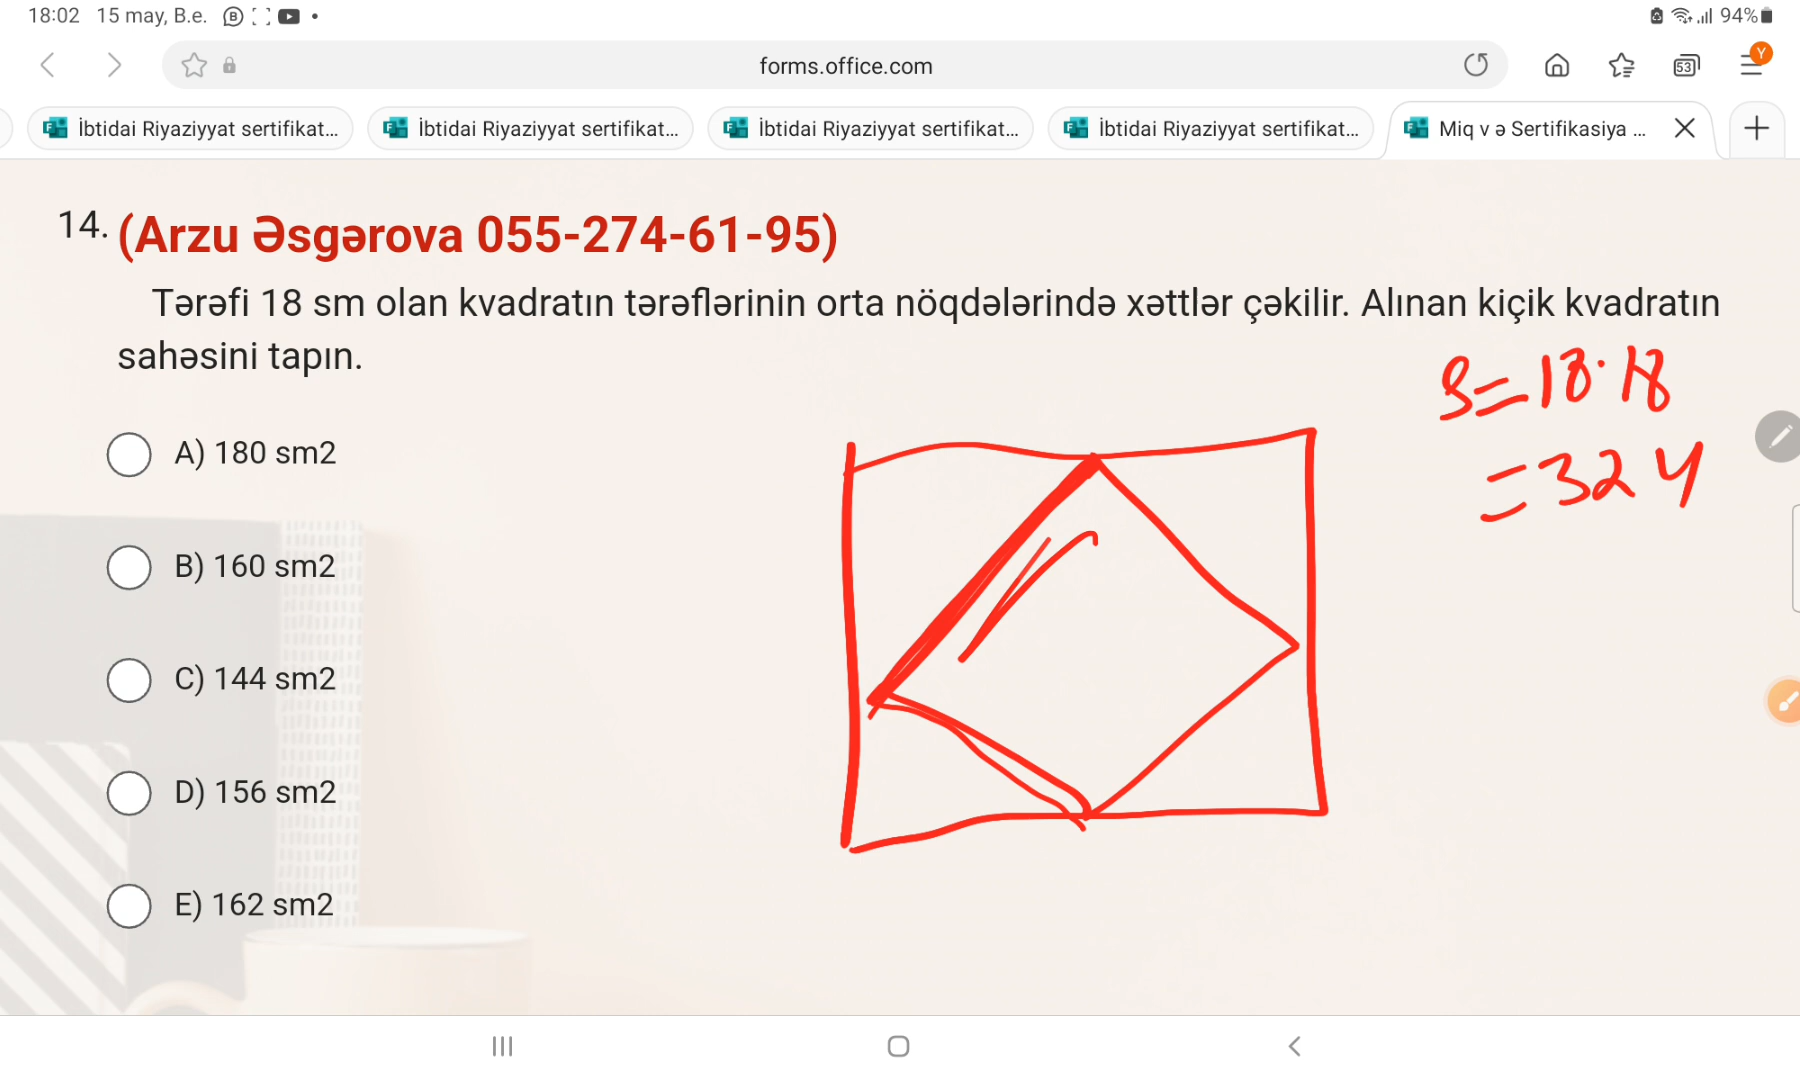 18:02 15 may, B.e.
94%
forms.office.com
53
Y
İbtidai Riyaziyyat sertifikat...
İbtidai Riyaziyyat sertifikat...
İbtidai Riyaziyyat sertifikat...
İbtidai Riyaziyyat sertifikat...
Miq v ə Sertifikasiya ...
14. (Arzu Əsgərova 055-274-61-95)
Tərəfi 18 sm olan kvadratın tərəflərinin orta nöqdələrində xəttlər çəkilir. Alınan kiçik kvadratın
sahəsini tapın.
S=18·18
=324
A) 180 sm2
B) 160 sm2
C) 144 sm2
D) 156 sm2
E) 162 sm2